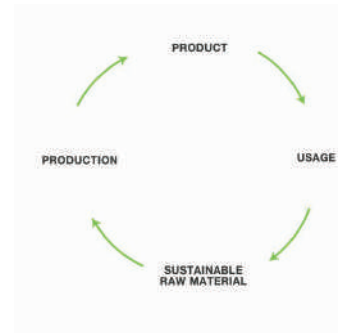 PRODUCT
PRODUCTION
USAGE
SUSTAINABLE
RAW MATERIAL